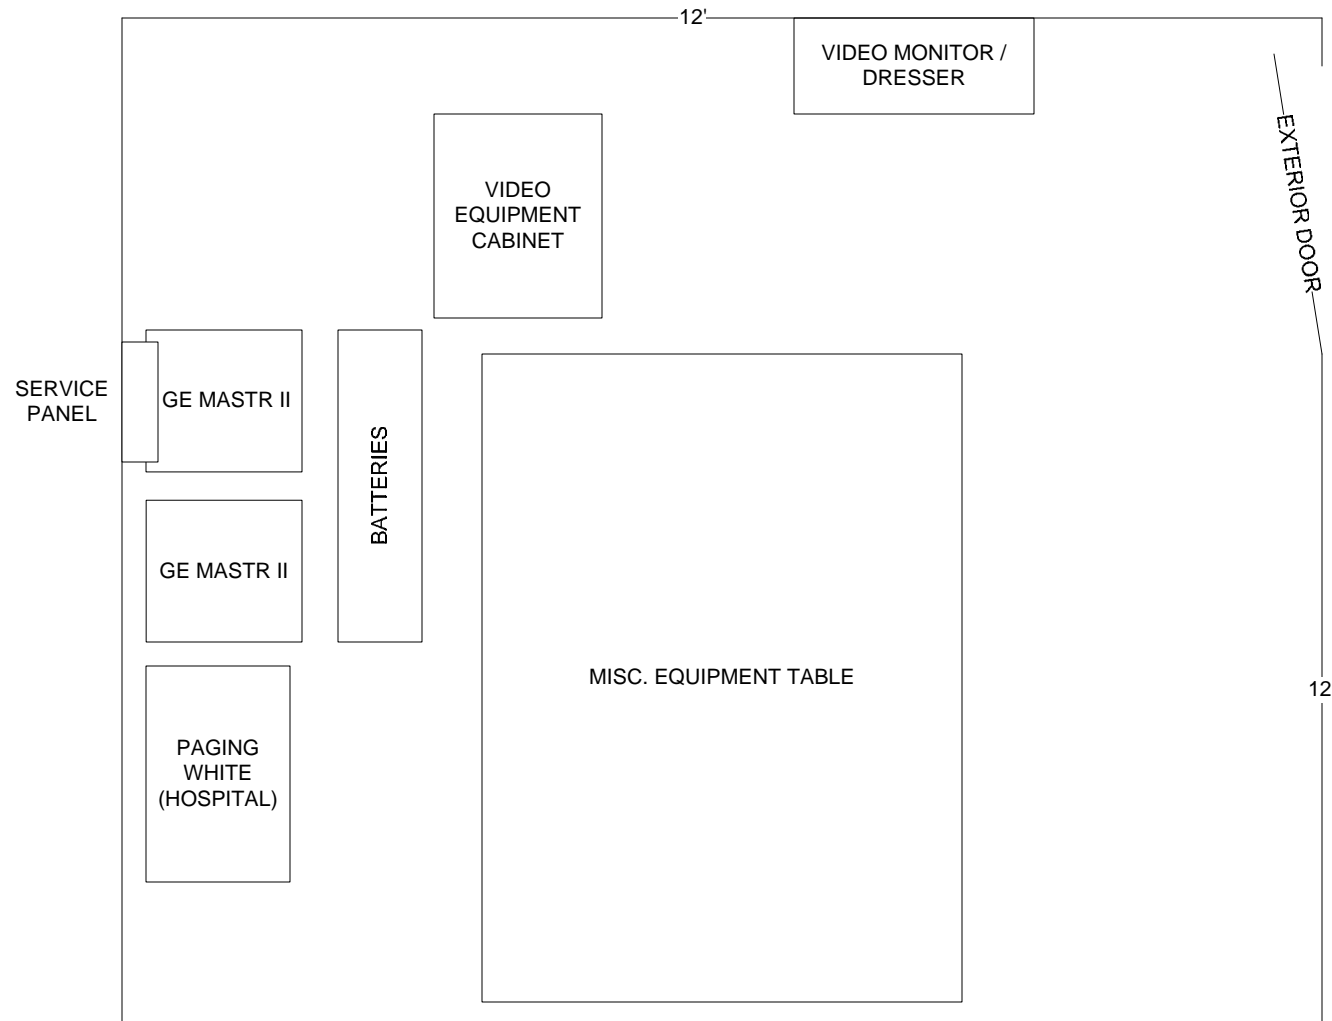 12'
VIDEO MONITOR /
DRESSER
EXTERIOR DOOR
VIDEO
EQUIPMENT
CABINET
SERVICE
PANEL
GE MASTR II
BATTERIES
GE MASTR II
MISC. EQUIPMENT TABLE
12
PAGING
WHITE
(HOSPITAL)